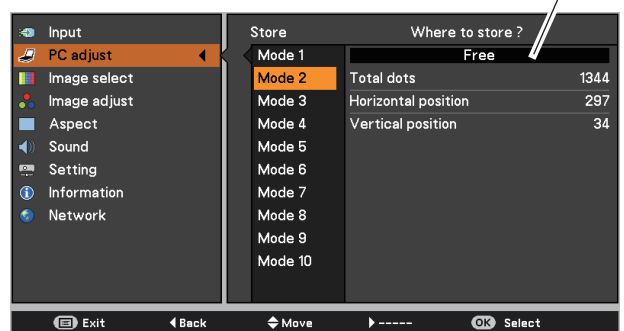 Input
PC adjust
Image select
Image adjust
Aspect
Sound
Setting
Information
Network
Store
Mode 1
Mode 2
Mode 3
Mode 4
Mode 5
Mode 6
Mode 7
Mode 8
Mode 9
Mode 10
Where to store ?
Free
Total dots 1344
Horizontal position 297
Vertical position 34
Exit Back Move ----- OK Select